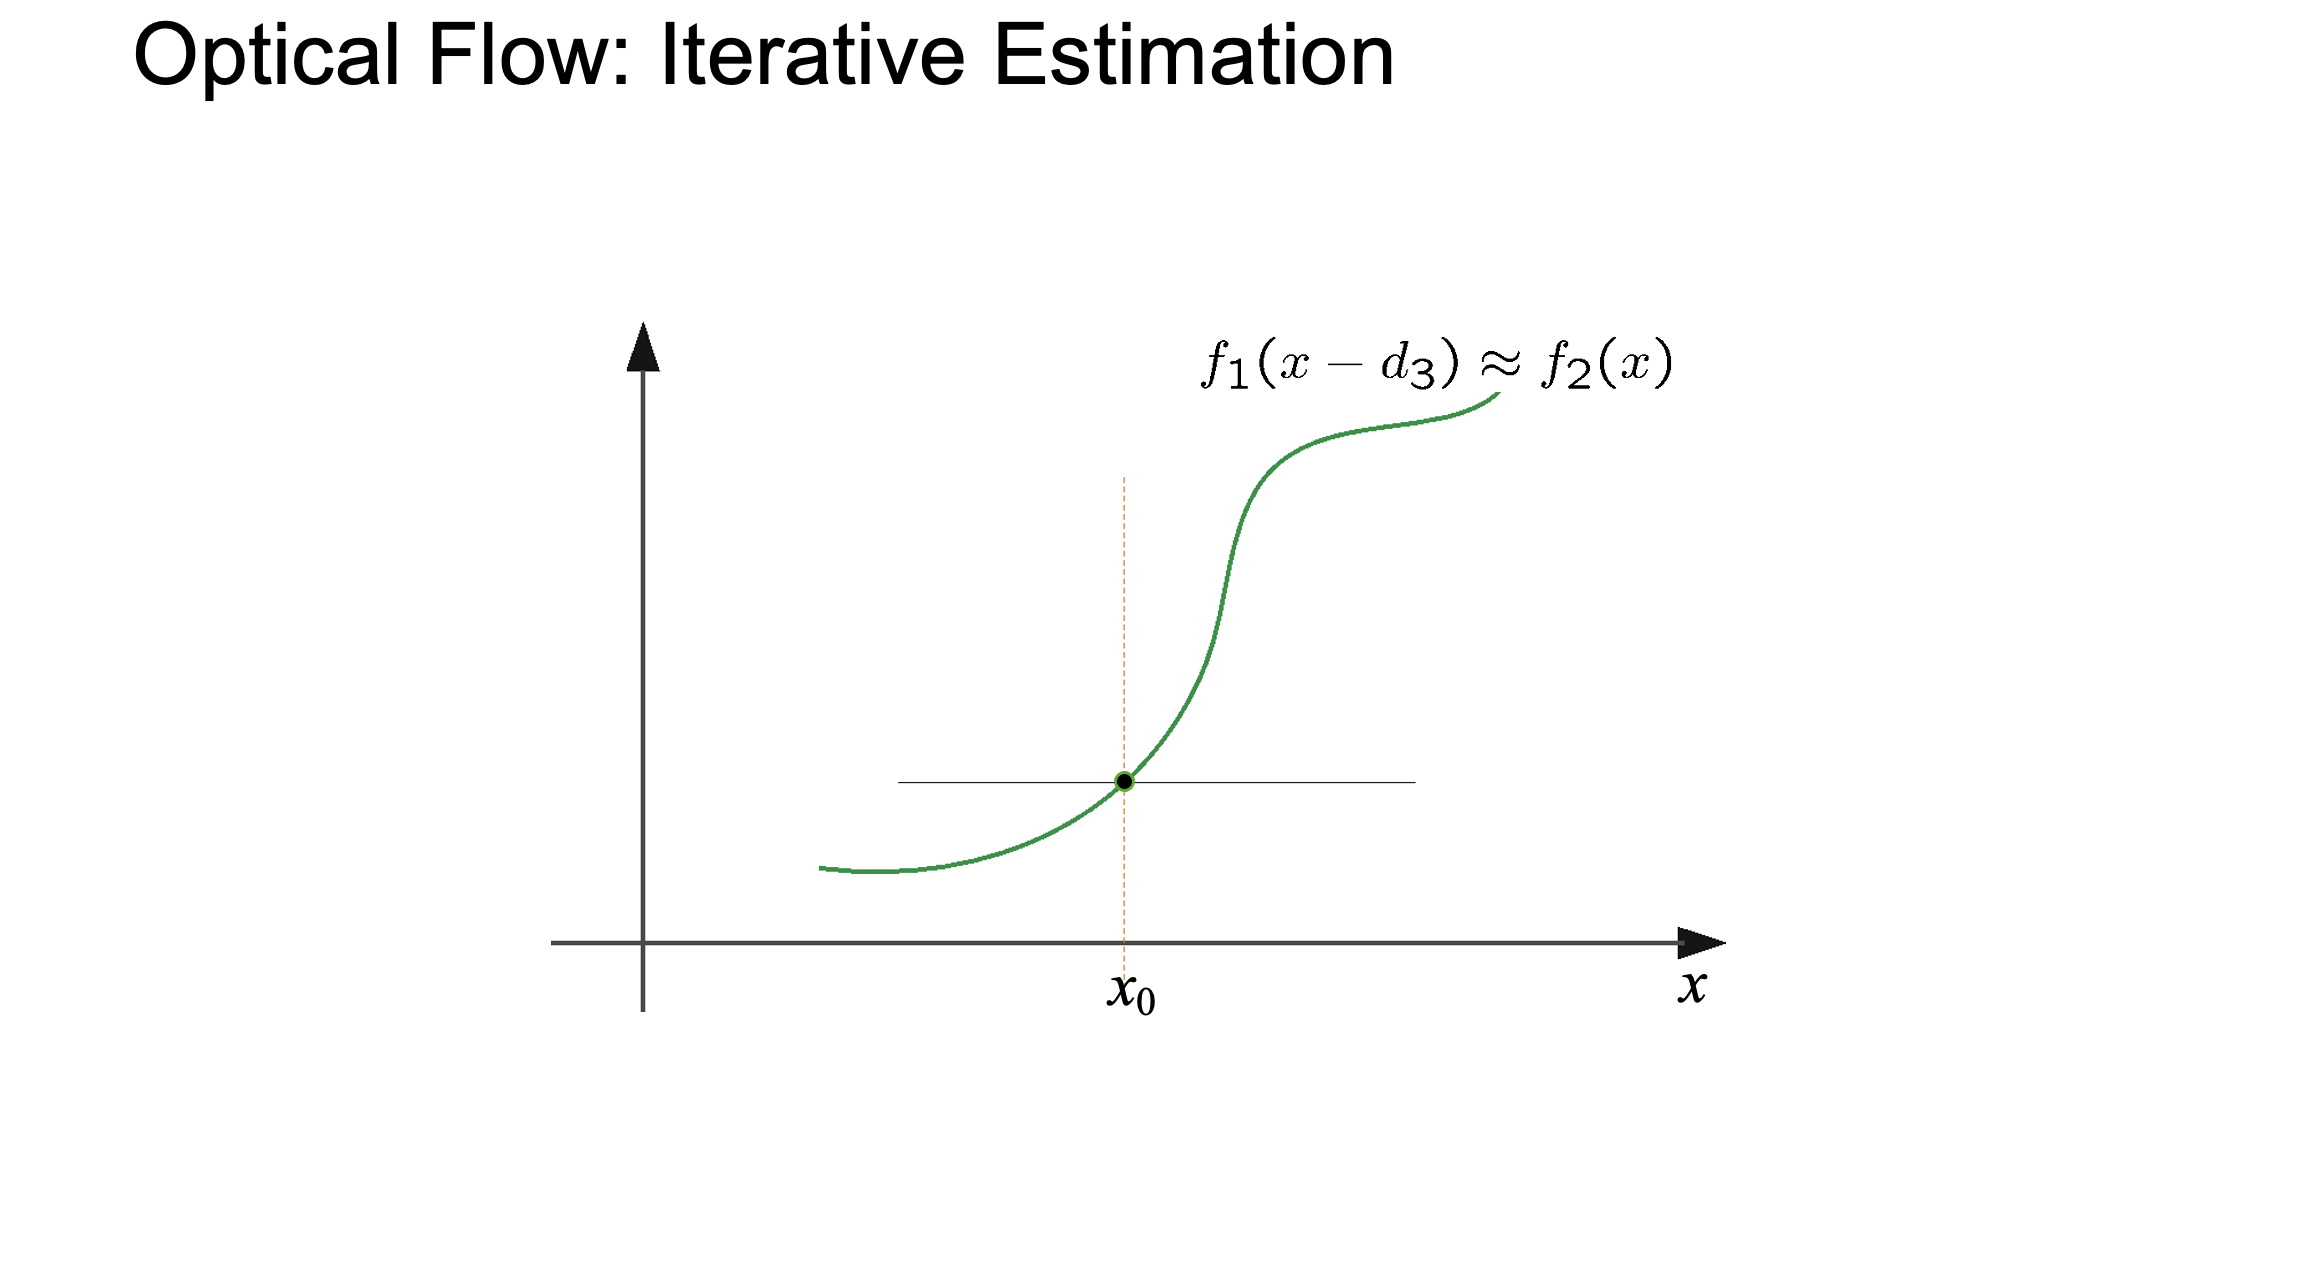 Optical Flow: Iterative Estimation
f₁(x − d₃) ≈ f₂(x)
x₀
x